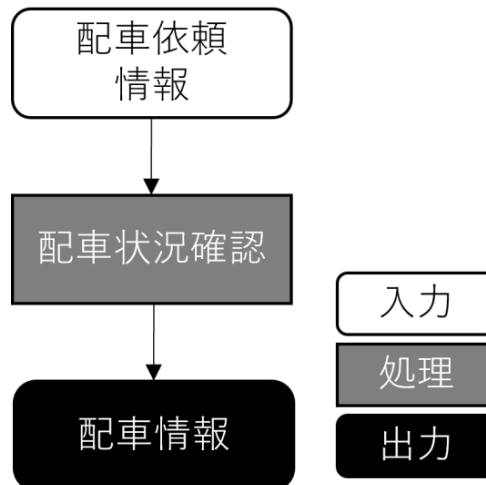 配車依頼
情報
配車状況確認
配車情報
入力
処理
出力